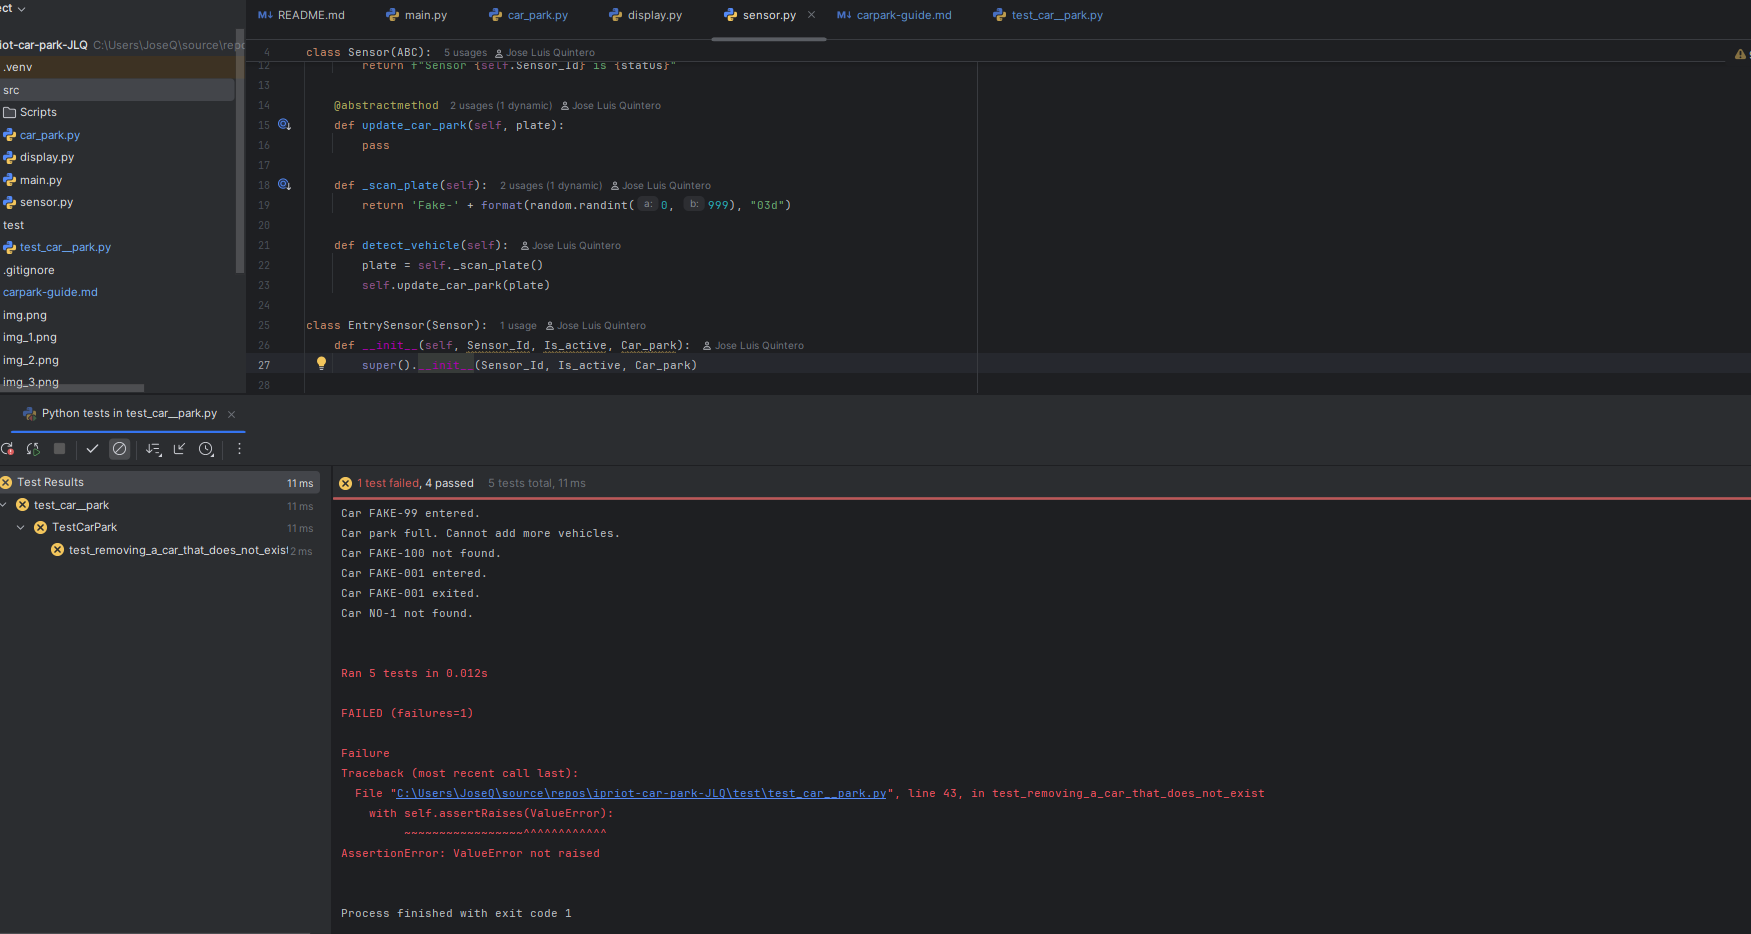 ect
README.md
main.py
car_park.py
display.py
sensor.py
carpark-guide.md
test_car__park.py
iot-car-park-JLQ C:\Users\JoseQ\source\repo
.venv
src
Scripts
car_park.py
display.py
main.py
sensor.py
test
test_car__park.py
.gitignore
carpark-guide.md
img.png
img_1.png
img_2.png
img_3.png
4 class Sensor(ABC): 5 usages Jose Luis Quintero
12 return f"Sensor {self.Sensor_Id} is {status}"
13
14 @abstractmethod 2 usages (1 dynamic) Jose Luis Quintero
15 def update_car_park(self, plate):
16 pass
17
18 def _scan_plate(self): 2 usages (1 dynamic) Jose Luis Quintero
19 return 'Fake-' + format(random.randint( a: 0, b: 999), "03d")
20
21 def detect_vehicle(self): Jose Luis Quintero
22 plate = self._scan_plate()
23 self.update_car_park(plate)
24
25 class EntrySensor(Sensor): 1 usage Jose Luis Quintero
26 def __init__(self, Sensor_Id, Is_active, Car_park): Jose Luis Quintero
27 super().__init__(Sensor_Id, Is_active, Car_park)
28
Python tests in test_car__park.py
Test Results 11 ms
test_car__park 11 ms
TestCarPark 11 ms
test_removing_a_car_that_does_not_exist 2 ms
1 test failed, 4 passed 5 tests total, 11 ms
Car FAKE-99 entered.
Car park full. Cannot add more vehicles.
Car FAKE-100 not found.
Car FAKE-001 entered.
Car FAKE-001 exited.
Car NO-1 not found.
Ran 5 tests in 0.012s
FAILED (failures=1)
Failure
Traceback (most recent call last):
File "C:\Users\JoseQ\source\repos\ipriot-car-park-JLQ\test\test_car__park.py", line 43, in test_removing_a_car_that_does_not_exist
with self.assertRaises(ValueError):
~~~~~~~~~~~~~~~~~^^^^^^^^^^^^
AssertionError: ValueError not raised
Process finished with exit code 1